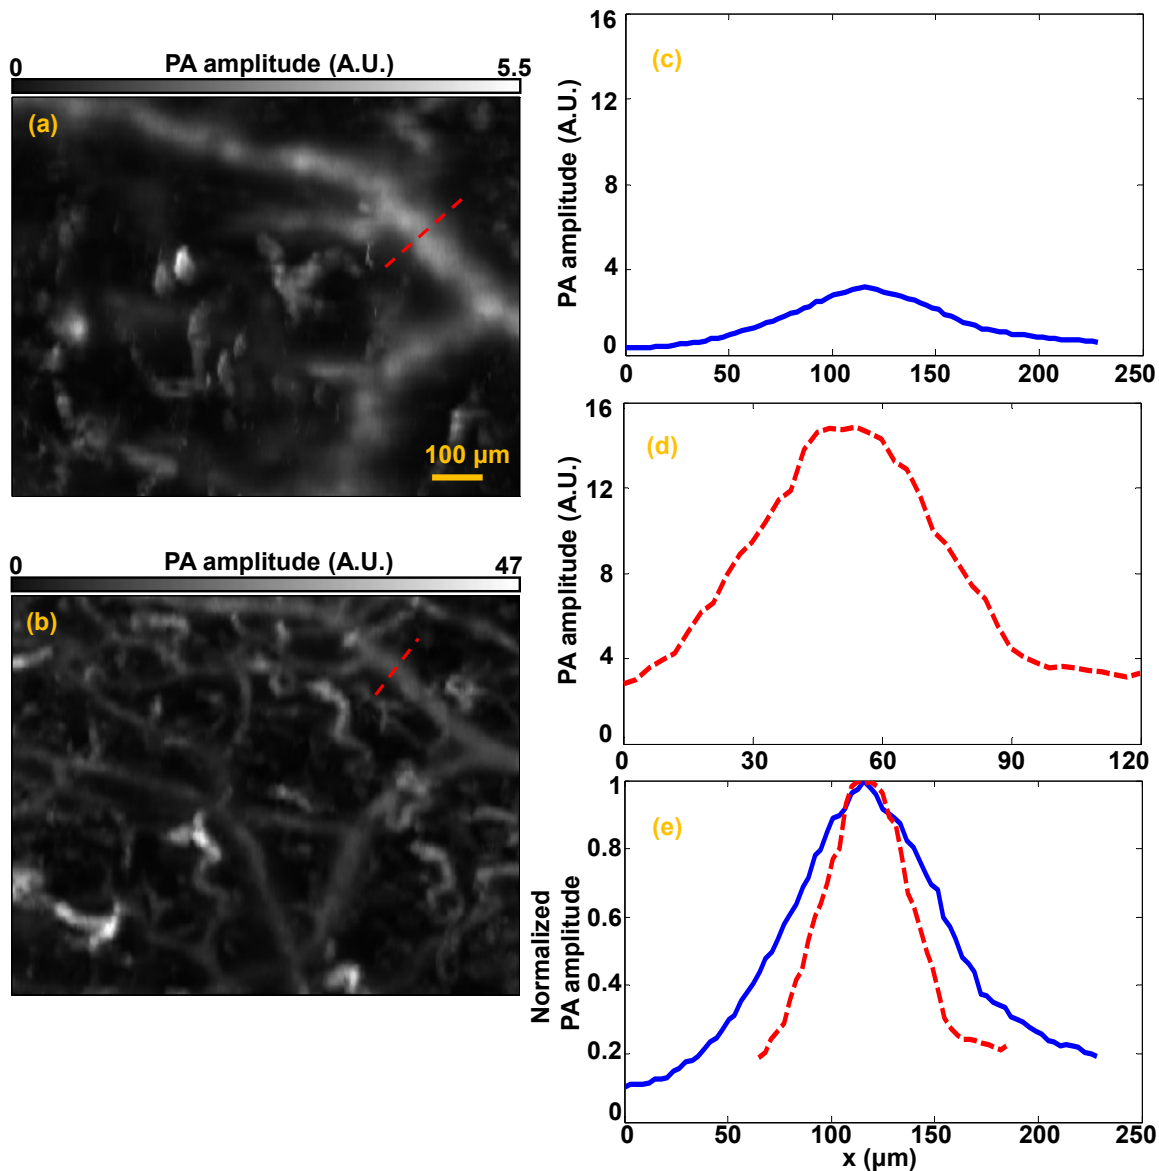 0 PA amplitude (A.U.) 5.5
(a)
100 µm
0 PA amplitude (A.U.) 47
(b)
16
12
8
4
0
PA amplitude (A.U.)
(c)
0 50 100 150 200 250
16
12
8
4
0
PA amplitude (A.U.)
(d)
0 30 60 90 120
1
0.8
0.6
0.4
0.2
0
Normalized
PA amplitude
(e)
0 50 100 150 200 250
x (µm)